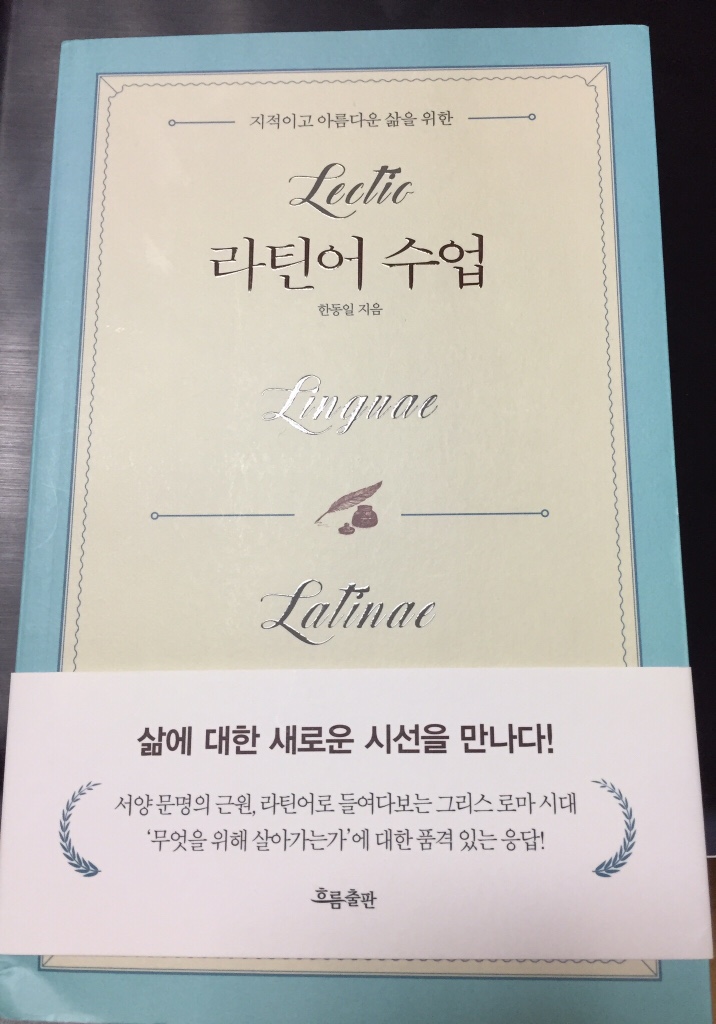 지적이고 아름다운 삶을 위한
Lectio
라틴어 수업
한동일 지음
Linguae
Latinae
삶에 대한 새로운 시선을 만나다!
서양 문명의 근원, 라틴어로 들여다보는 그리스 로마 시대
‘무엇을 위해 살아가는가’에 대한 품격 있는 응답!
흐름출판